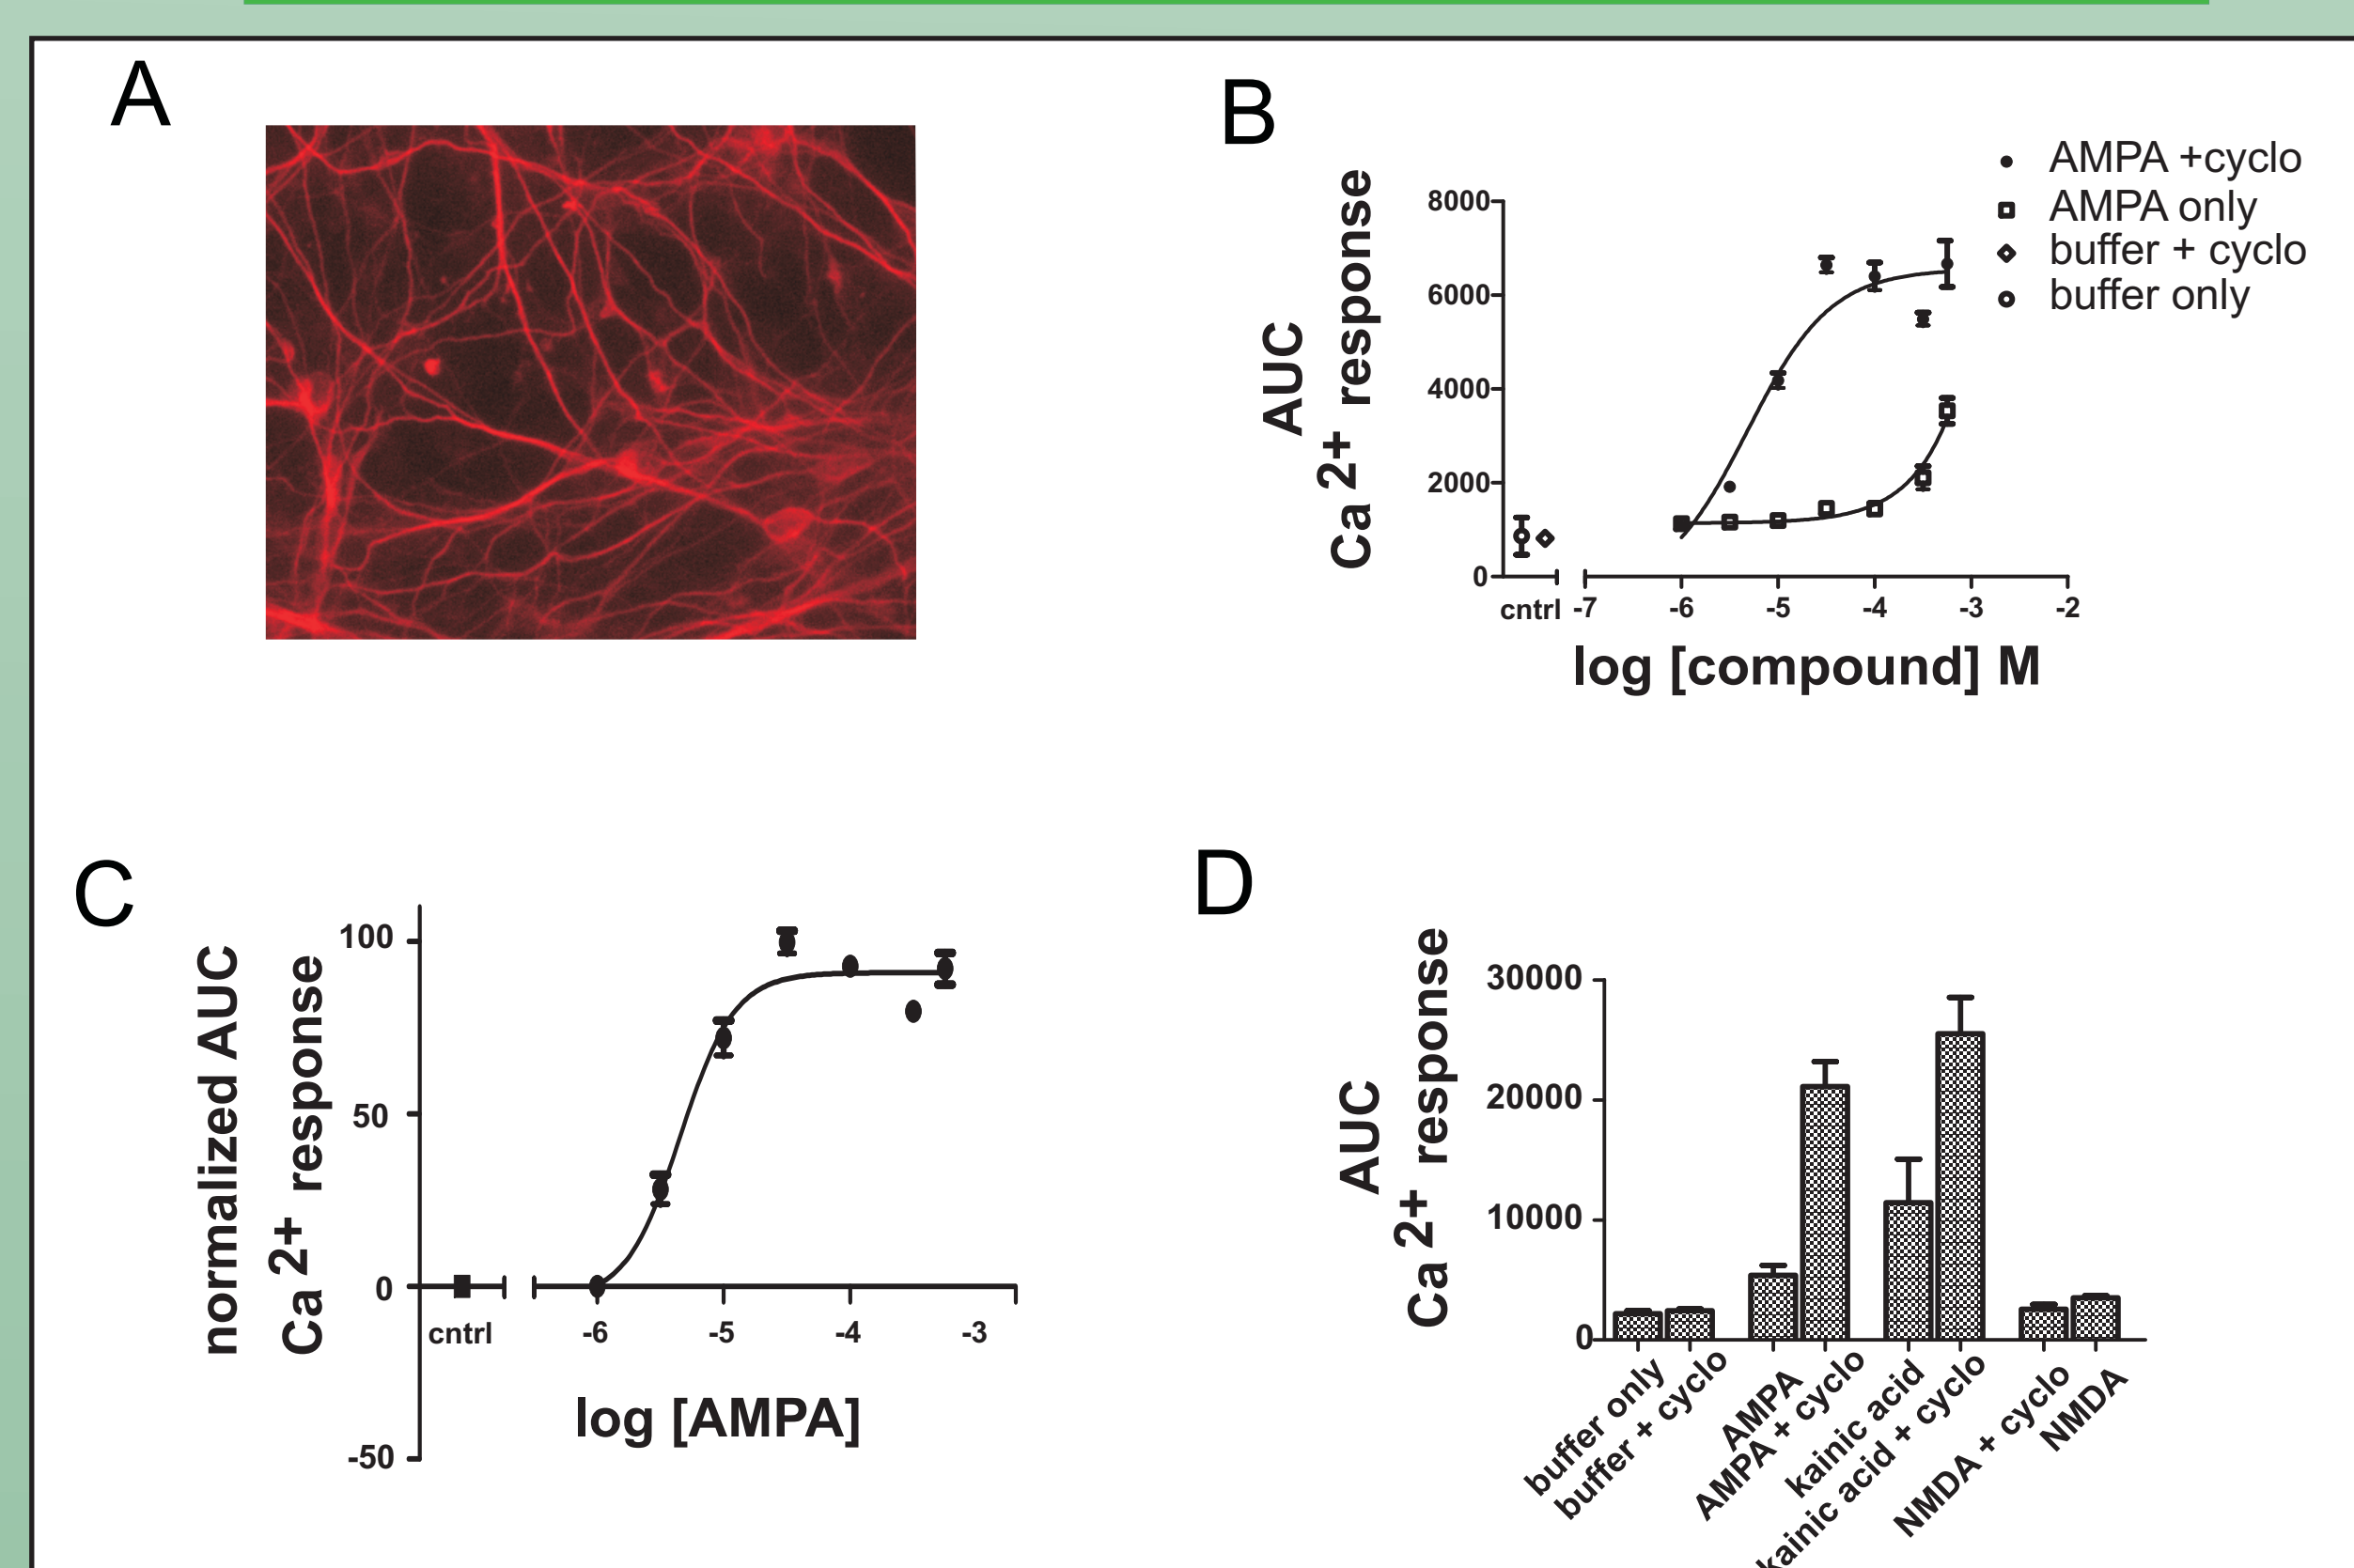 A
B
AMPA +cyclo
AMPA only
buffer + cyclo
buffer only
AUC
Ca 2+ response
8000
6000
4000
2000
0
cntrl -7 -6 -5 -4 -3 -2
log [compound] M
C
normalized AUC
Ca 2+ response
100
50
0
-50
cntrl -6 -5 -4 -3
log [AMPA]
D
AUC
Ca 2+ response
30000
20000
10000
0
buffer only
buffer + cyclo
AMPA
AMPA + cyclo
kainic acid
kainic acid + cyclo
NMDA + cyclo
NMDA